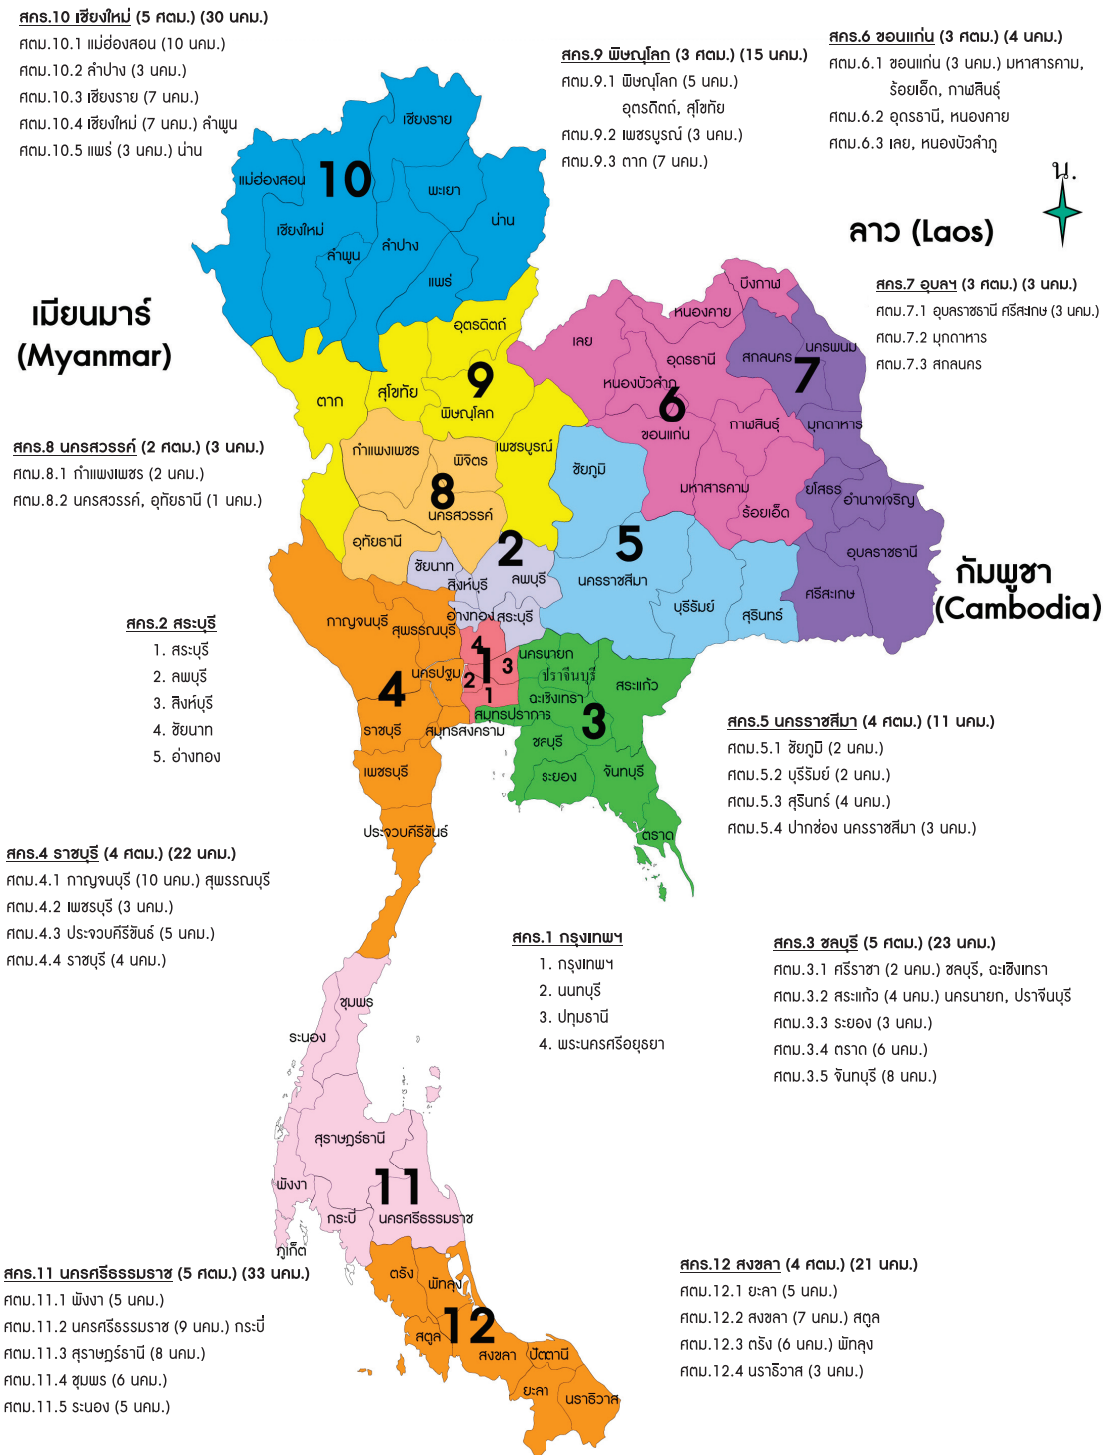 สคร.10 เชียงใหม่ (5 ศตม.) (30 นคม.)
ศตม.10.1 แม่ฮ่องสอน (10 นคม.)
ศตม.10.2 ลำปาง (3 นคม.)
ศตม.10.3 เชียงราย (7 นคม.)
ศตม.10.4 เชียงใหม่ (7 นคม.) ลำพูน
ศตม.10.5 แพร่ (3 นคม.) น่าน
สคร.9 พิษณุโลก (3 ศตม.) (15 นคม.)
ศตม.9.1 พิษณุโลก (5 นคม.)
อุตรดิตถ์, สุโขทัย
ศตม.9.2 เพชรบูรณ์ (3 นคม.)
ศตม.9.3 ตาก (7 นคม.)
สคร.6 ขอนแก่น (3 ศตม.) (4 นคม.)
ศตม.6.1 ขอนแก่น (3 นคม.) มหาสารคาม,
ร้อยเอ็ด, กาฬสินธุ์
ศตม.6.2 อุดรธานี, หนองคาย
ศตม.6.3 เลย, หนองบัวลำภู
น.
ลาว (Laos)
สคร.7 อุบลฯ (3 ศตม.) (3 นคม.)
ศตม.7.1 อุบลราชธานี ศรีสะเกษ (3 นคม.)
ศตม.7.2 มุกดาหาร
ศตม.7.3 สกลนคร
เมียนมาร์
(Myanmar)
สคร.8 นครสวรรค์ (2 ศตม.) (3 นคม.)
ศตม.8.1 กำแพงเพชร (2 นคม.)
ศตม.8.2 นครสวรรค์, อุทัยธานี (1 นคม.)
เชียงราย
แม่ฮ่องสอน
10
พะเยา
น่าน
เชียงใหม่
ลำพูน
ลำปาง
แพร่
อุตรดิตถ์
9
ตาก
สุโขทัย
พิษณุโลก
เพชรบูรณ์
บึงกาฬ
หนองคาย
เลย
อุดรธานี
หนองบัวลำภู
6
ขอนแก่น
กาฬสินธุ์
มหาสารคาม
ร้อยเอ็ด
สกลนคร
นครพนม
7
มุกดาหาร
ยโสธร
อำนาจเจริญ
อุบลราชธานี
ศรีสะเกษ
กำแพงเพชร
พิจิตร
8
นครสวรรค์
อุทัยธานี
ชัยภูมิ
5
นครราชสีมา
บุรีรัมย์
สุรินทร์
2
ชัยนาท
สิงห์บุรี
ลพบุรี
อ่างทอง
สระบุรี
กัมพูชา
(Cambodia)
สคร.2 สระบุรี
1. สระบุรี
2. ลพบุรี
3. สิงห์บุรี
4. ชัยนาท
5. อ่างทอง
กาญจนบุรี
สุพรรณบุรี
นครปฐม
4
ราชบุรี
สมุทรสงคราม
เพชรบุรี
ประจวบคีรีขันธ์
4
1
3
2
1
นครนายก
ปราจีนบุรี
สระแก้ว
ฉะเชิงเทรา
สมุทรปราการ
3
ชลบุรี
ระยอง
จันทบุรี
ตราด
สคร.5 นครราชสีมา (4 ศตม.) (11 นคม.)
ศตม.5.1 ชัยภูมิ (2 นคม.)
ศตม.5.2 บุรีรัมย์ (2 นคม.)
ศตม.5.3 สุรินทร์ (4 นคม.)
ศตม.5.4 ปากช่อง นครราชสีมา (3 นคม.)
สคร.4 ราชบุรี (4 ศตม.) (22 นคม.)
ศตม.4.1 กาญจนบุรี (10 นคม.) สุพรรณบุรี
ศตม.4.2 เพชรบุรี (3 นคม.)
ศตม.4.3 ประจวบคีรีขันธ์ (5 นคม.)
ศตม.4.4 ราชบุรี (4 นคม.)
สคร.1 กรุงเทพฯ
1. กรุงเทพฯ
2. นนทบุรี
3. ปทุมธานี
4. พระนครศรีอยุธยา
สคร.3 ชลบุรี (5 ศตม.) (23 นคม.)
ศตม.3.1 ศรีราชา (2 นคม.) ชลบุรี, ฉะเชิงเทรา
ศตม.3.2 สระแก้ว (4 นคม.) นครนายก, ปราจีนบุรี
ศตม.3.3 ระยอง (3 นคม.)
ศตม.3.4 ตราด (6 นคม.)
ศตม.3.5 จันทบุรี (8 นคม.)
ชุมพร
ระนอง
สุราษฎร์ธานี
พังงา
11
กระบี่
นครศรีธรรมราช
ภูเก็ต
สคร.11 นครศรีธรรมราช (5 ศตม.) (33 นคม.)
ศตม.11.1 พังงา (5 นคม.)
ศตม.11.2 นครศรีธรรมราช (9 นคม.) กระบี่
ศตม.11.3 สุราษฎร์ธานี (8 นคม.)
ศตม.11.4 ชุมพร (6 นคม.)
ศตม.11.5 ระนอง (5 นคม.)
ตรัง
พัทลุง
12
สตูล
สงขลา
ปัตตานี
ยะลา
นราธิวาส
สคร.12 สงขลา (4 ศตม.) (21 นคม.)
ศตม.12.1 ยะลา (5 นคม.)
ศตม.12.2 สงขลา (7 นคม.) สตูล
ศตม.12.3 ตรัง (6 นคม.) พัทลุง
ศตม.12.4 นราธิวาส (3 นคม.)